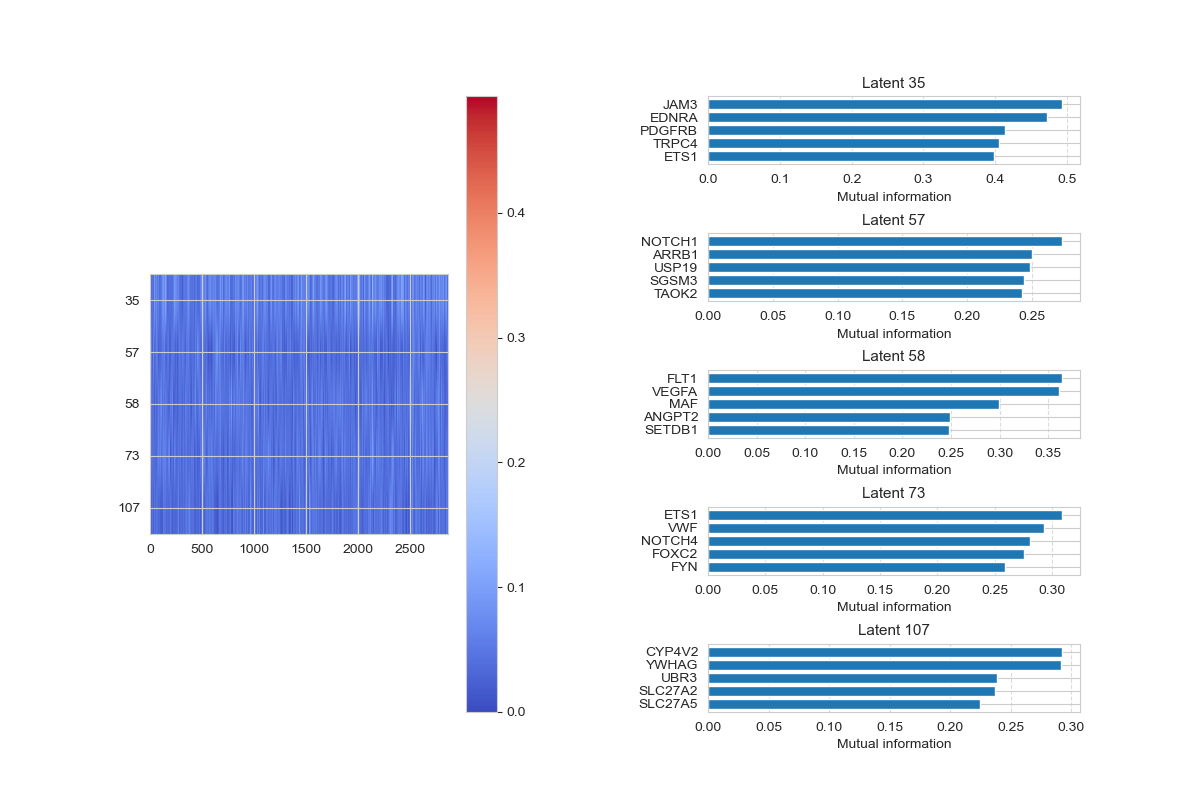 35
57
58
73
107
0 500 1000 1500 2000 2500
0.4
0.3
0.2
0.1
0.0
Latent 35
JAM3
EDNRA
PDGFRB
TRPC4
ETS1
0.0 0.1 0.2 0.3 0.4 0.5
Mutual information
Latent 57
NOTCH1
ARRB1
USP19
SGSM3
TAOK2
0.00 0.05 0.10 0.15 0.20 0.25
Mutual information
Latent 58
FLT1
VEGFA
MAF
ANGPT2
SETDB1
0.00 0.05 0.10 0.15 0.20 0.25 0.30 0.35
Mutual information
Latent 73
ETS1
VWF
NOTCH4
FOXC2
FYN
0.00 0.05 0.10 0.15 0.20 0.25 0.30
Mutual information
Latent 107
CYP4V2
YWHAG
UBR3
SLC27A2
SLC27A5
0.00 0.05 0.10 0.15 0.20 0.25 0.30
Mutual information